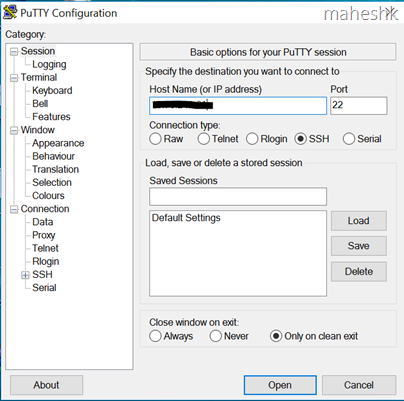 PuTTY Configuration
maheshk
Category:
Session
Logging
Terminal
Keyboard
Bell
Features
Window
Appearance
Behaviour
Translation
Selection
Colours
Connection
Data
Proxy
Telnet
Rlogin
SSH
Serial
Basic options for your PuTTY session
Specify the destination you want to connect to
Host Name (or IP address) Port
22
Connection type:
Raw Telnet Rlogin SSH Serial
Load, save or delete a stored session
Saved Sessions
Default Settings
Load
Save
Delete
Close window on exit:
Always Never Only on clean exit
About Open Cancel